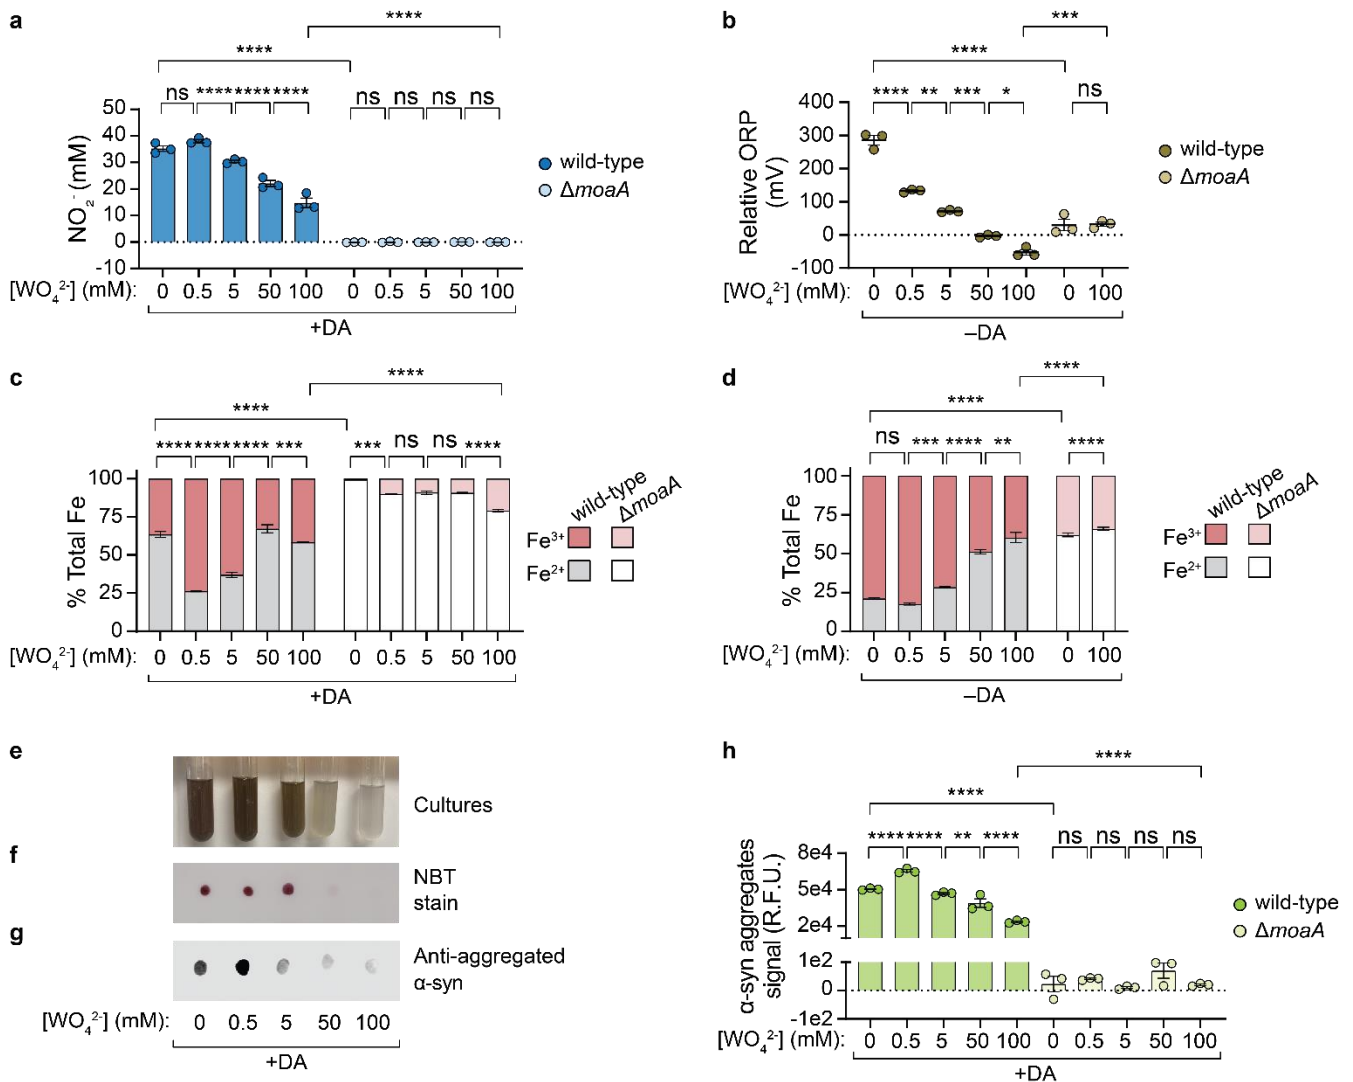 a
****
****
ns
****
****
****
ns
ns
ns
ns
NO₂⁻ (mM)
50
40
30
20
10
0
-10
wild-type
ΔmoaA
[WO₄²⁻] (mM):
0 0.5 5 50 100 0 0.5 5 50 100
+DA
b
***
****
****
**
***
*
ns
Relative ORP
(mV)
400
300
200
100
0
-100
wild-type
ΔmoaA
[WO₄²⁻] (mM):
0 0.5 5 50 100 0 100
–DA
c
****
****
****
****
****
***
***
ns
ns
****
% Total Fe
100
75
50
25
0
wild-type
ΔmoaA
Fe³⁺
Fe²⁺
[WO₄²⁻] (mM):
0 0.5 5 50 100 0 0.5 5 50 100
+DA
d
****
****
ns
***
****
**
****
% Total Fe
100
75
50
25
0
wild-type
ΔmoaA
Fe³⁺
Fe²⁺
[WO₄²⁻] (mM):
0 0.5 5 50 100 0 100
–DA
e
Cultures
f
NBT
stain
g
Anti-aggregated
α-syn
[WO₄²⁻] (mM):
0 0.5 5 50 100
+DA
h
****
****
****
****
**
****
ns
ns
ns
ns
α-syn aggregates
signal (R.F.U.)
8e4
5e4
2e4
1e2
0
-1e2
wild-type
ΔmoaA
[WO₄²⁻] (mM):
0 0.5 5 50 100 0 0.5 5 50 100
+DA